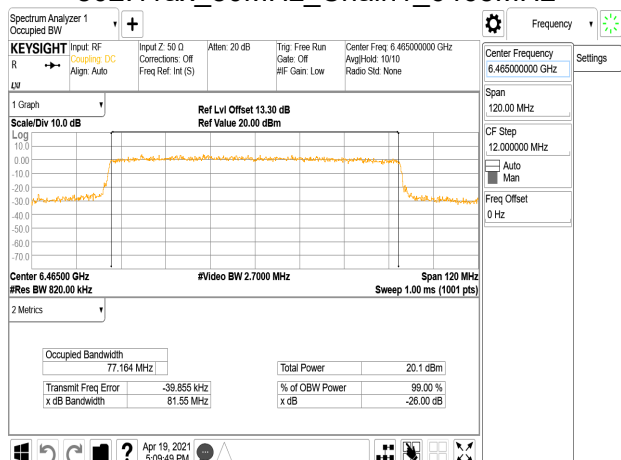 Spectrum Analyzer 1
Occupied BW
Frequency
KEYSIGHT
R
Input: RF
Coupling: DC
Align: Auto
Input Z: 50 Ω
Corrections: Off
Freq Ref: Int (S)
Atten: 20 dB
Trig: Free Run
Gate: Off
#IF Gain: Low
Center Freq: 6.465000000 GHz
Avg|Hold: 10/10
Radio Std: None
LXI
Center Frequency
6.465000000 GHz
Settings
Span
120.00 MHz
CF Step
12.000000 MHz
Auto
Man
Freq Offset
0 Hz
1 Graph
Scale/Div 10.0 dB
Ref Lvl Offset 13.30 dB
Ref Value 20.00 dBm
Log
10.0
0.00
-10.0
-20.0
-30.0
-40.0
-50.0
-60.0
-70.0
Center 6.46500 GHz
#Video BW 2.7000 MHz
Span 120 MHz
#Res BW 820.00 kHz
Sweep 1.00 ms (1001 pts)
2 Metrics
Occupied Bandwidth
77.164 MHz
Total Power 20.1 dBm
Transmit Freq Error -39.855 kHz
% of OBW Power 99.00 %
x dB Bandwidth 81.55 MHz
x dB -26.00 dB
?
Apr 19, 2021
5:09:49 PM